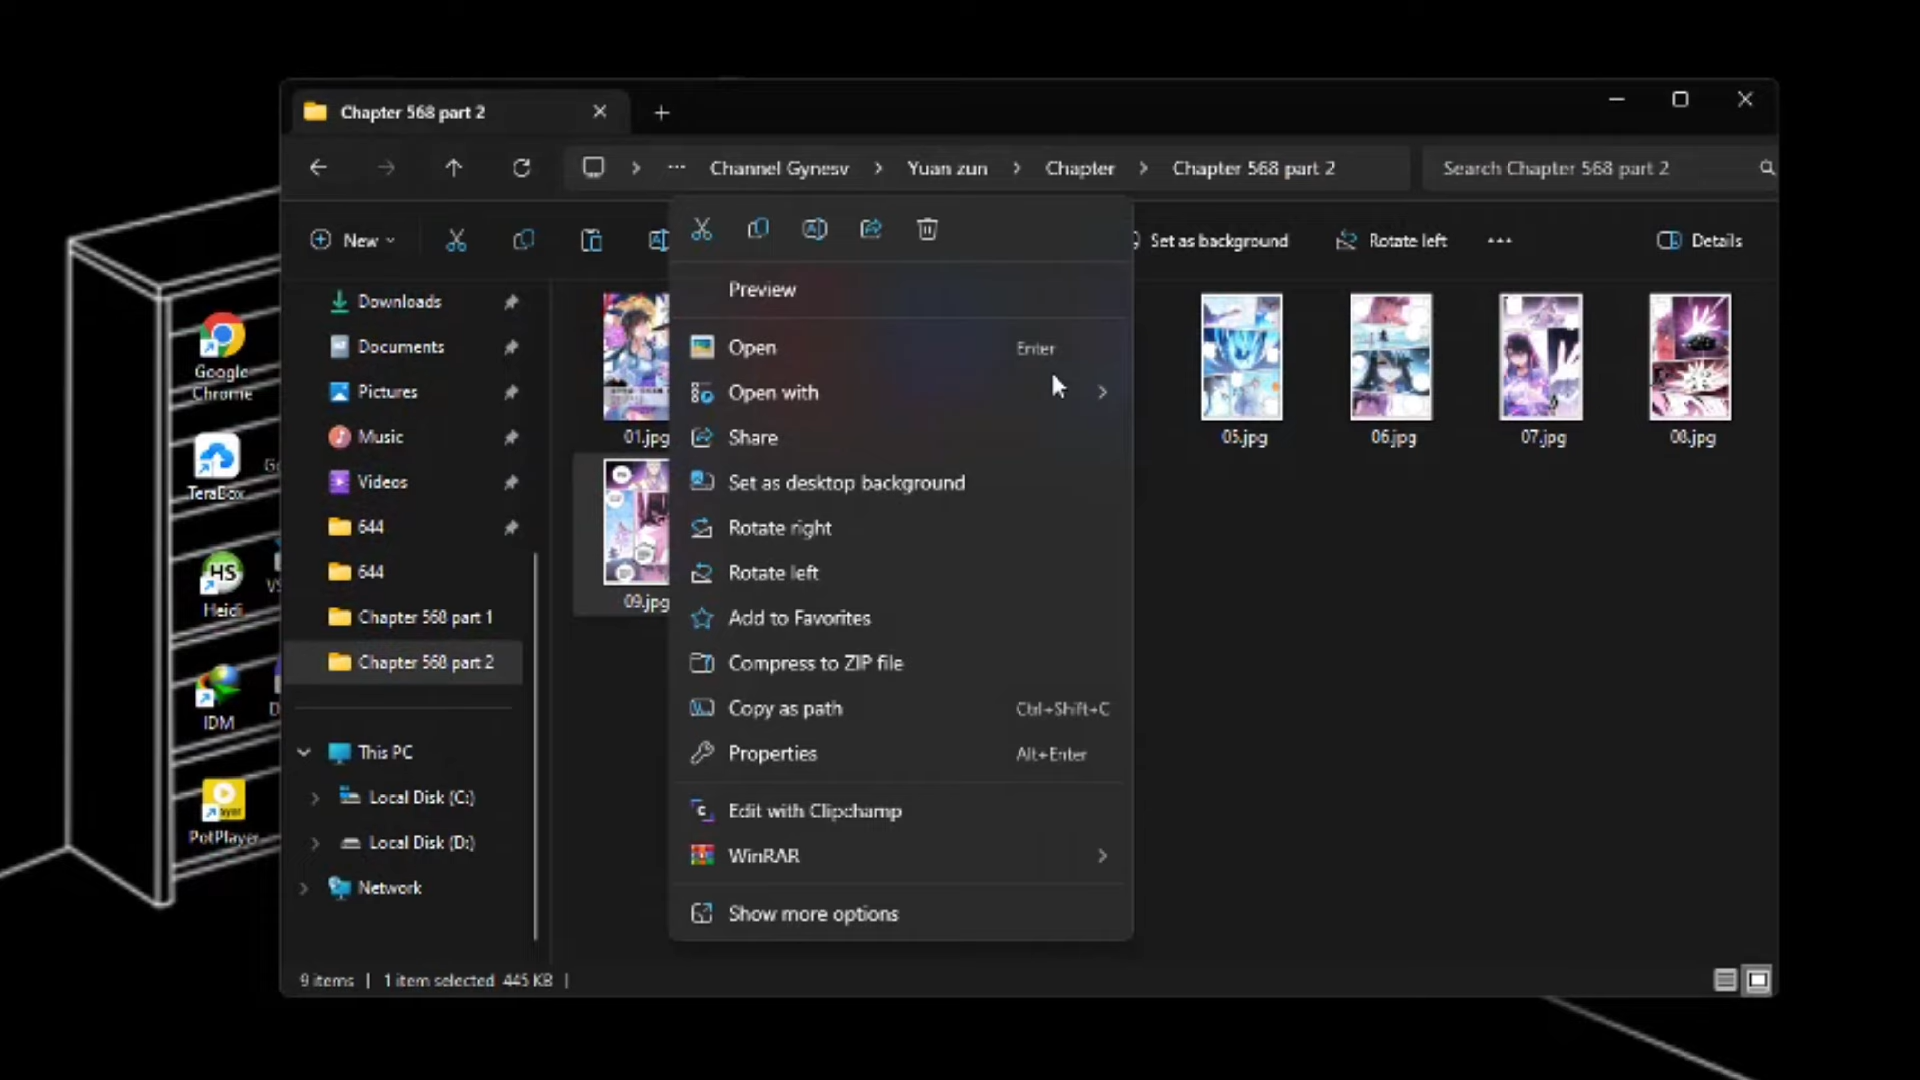 Chapter 568 part 2
Channel Gynesv
Yuan zun
Chapter
Chapter 568 part 2
Search Chapter 568 part 2
New
Set as background
Rotate left
Details
Downloads
Documents
Pictures
Music
Videos
644
644
Chapter 568 part 1
Chapter 568 part 2
This PC
Local Disk (C:)
Local Disk (D:)
Network
Preview
Open Enter
Open with
Share
Set as desktop background
Rotate right
Rotate left
Add to Favorites
Compress to ZIP file
Copy as path Ctrl+Shift+C
Properties Alt+Enter
Edit with Clipchamp
WinRAR
Show more options
01.jpg
05.jpg
06.jpg
07.jpg
08.jpg
09.jpg
9 items
1 item selected 445 KB
Google
Chrome
TeraBox
HS
Heidi
IDM
PotPlayer